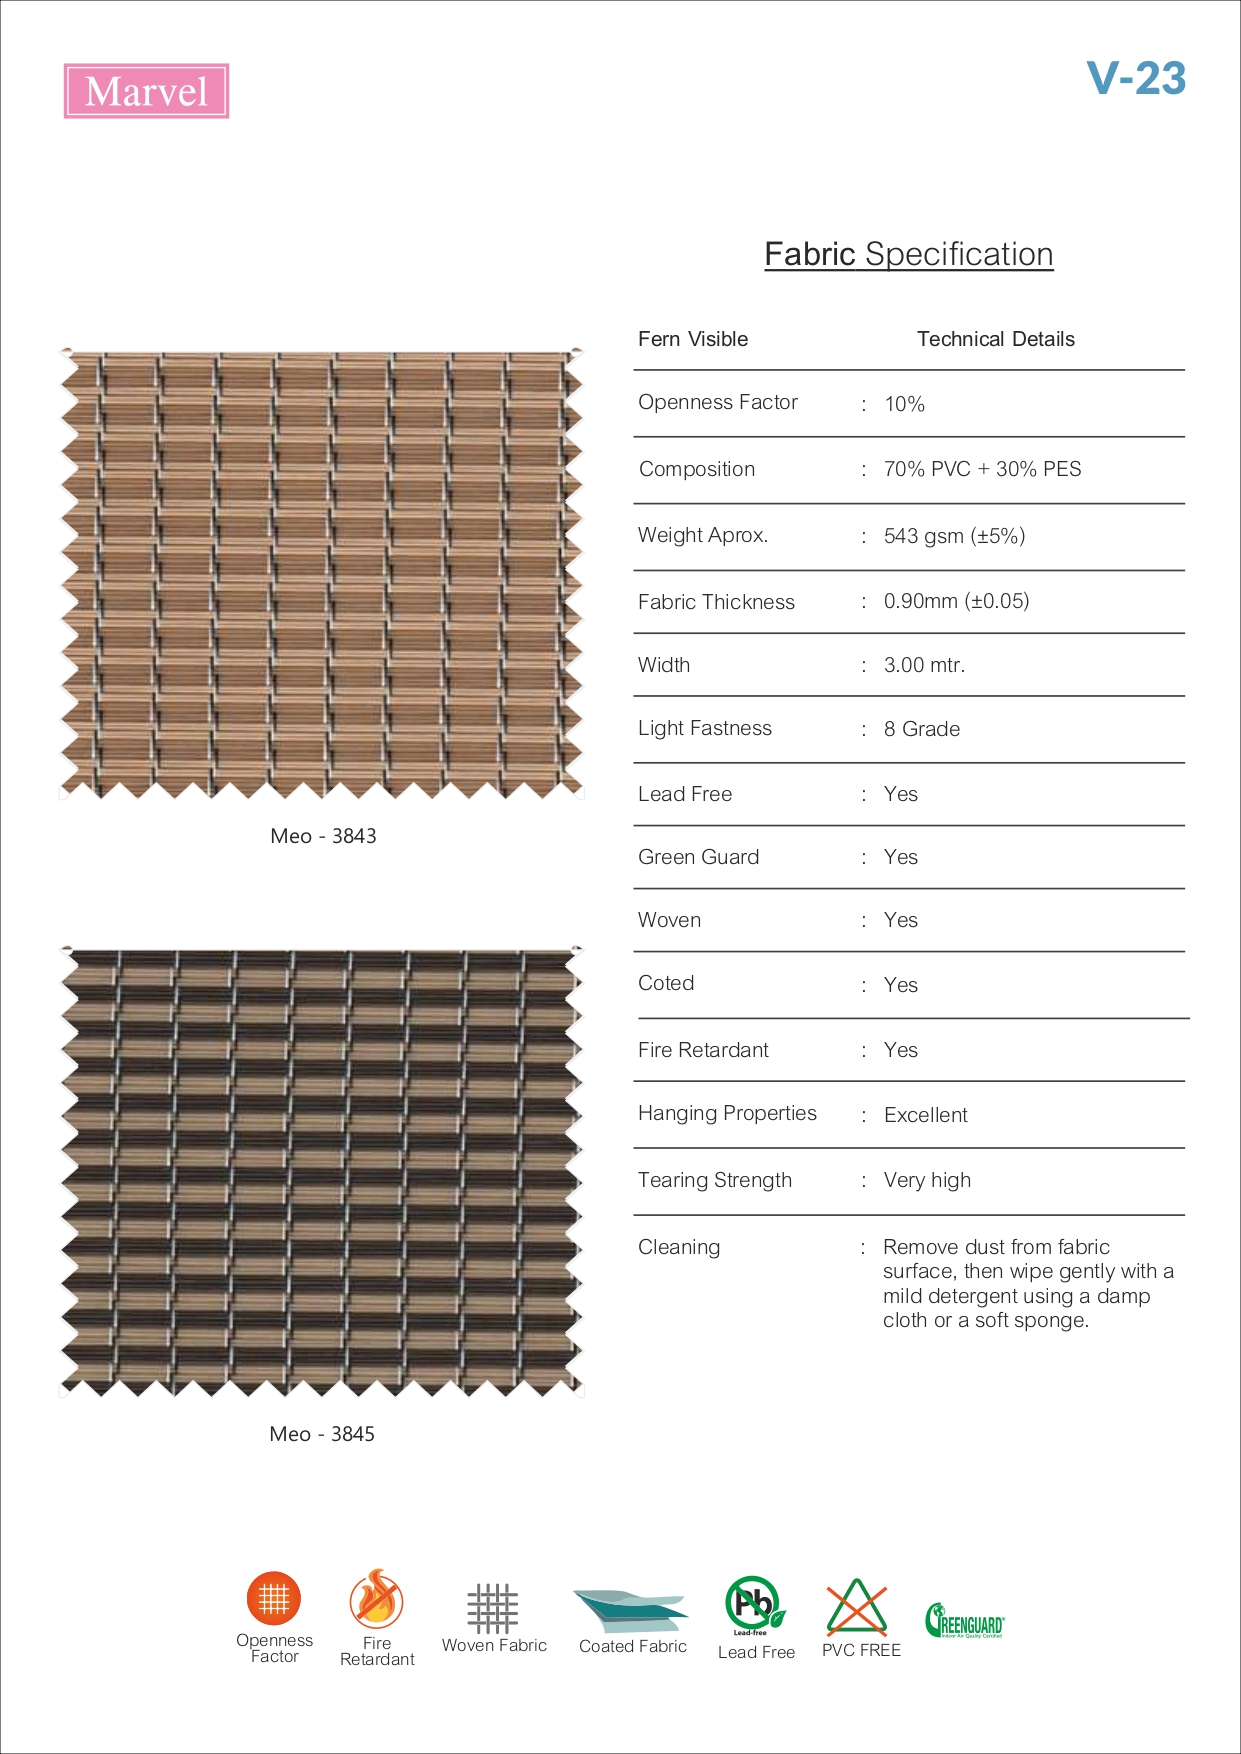 Marvel
V-23
Fabric Specification
Fern Visible Technical Details
Openness Factor : 10%
Composition : 70% PVC + 30% PES
Weight Aprox. : 543 gsm (±5%)
Fabric Thickness : 0.90mm (±0.05)
Width : 3.00 mtr.
Light Fastness : 8 Grade
Lead Free : Yes
Green Guard : Yes
Woven : Yes
Coted : Yes
Fire Retardant : Yes
Hanging Properties : Excellent
Tearing Strength : Very high
Cleaning : Remove dust from fabric
surface, then wipe gently with a
mild detergent using a damp
cloth or a soft sponge.
Meo - 3843
Meo - 3845
Openness
Factor
Fire
Retardant
Woven Fabric
Coated Fabric
Pb
Lead-free
Lead Free
PVC FREE
GREENGUARD®
Indoor Air Quality Certified